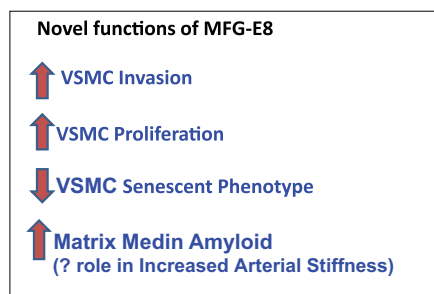 Novel functions of MFG-E8
VSMC Invasion
VSMC Proliferation
VSMC Senescent Phenotype
Matrix Medin Amyloid
(? role in Increased Arterial Stiffness)